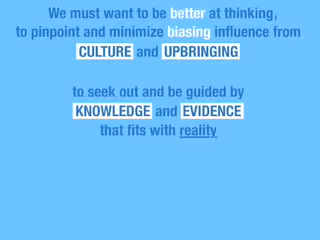 We must want to be better at thinking,
to pinpoint and minimize biasing influence from
CULTURE and UPBRINGING
to seek out and be guided by
KNOWLEDGE and EVIDENCE
that fits with reality